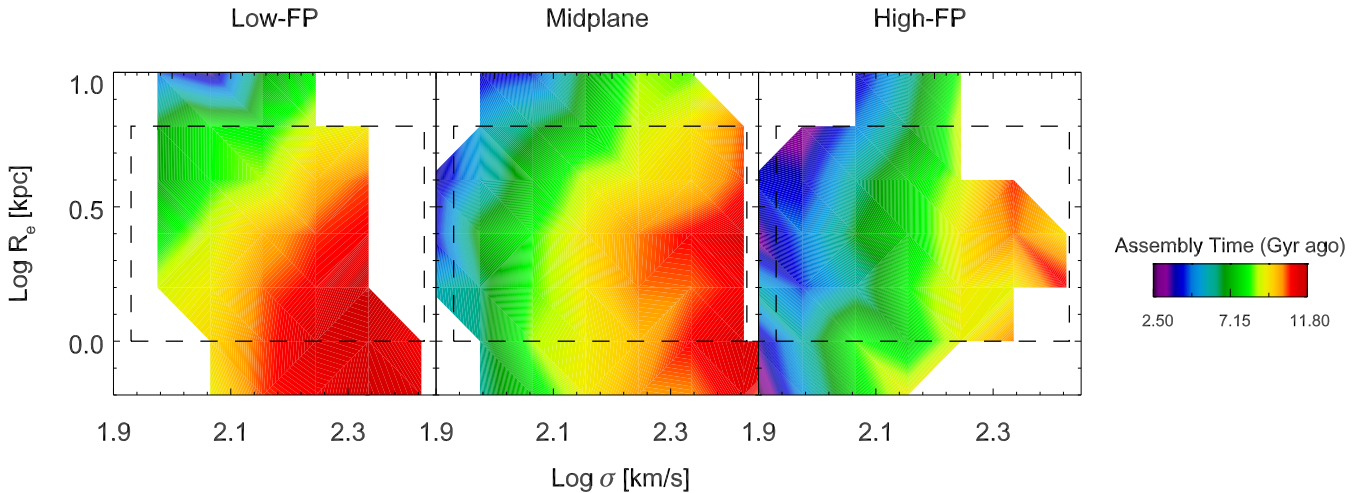 Low-FP Midplane High-FP
1.0
0.5
0.0
Log Re [kpc]
1.9 2.1 2.3 1.9 2.1 2.3 1.9 2.1 2.3
Log σ [km/s]
Assembly Time (Gyr ago)
2.50 7.15 11.80